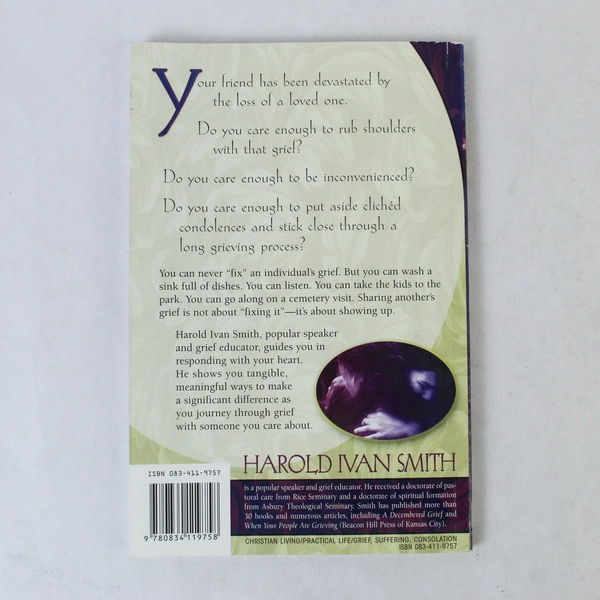 Your friend has been devastated by
the loss of a loved one.
Do you care enough to rub shoulders
with that grief?
Do you care enough to be inconvenienced?
Do you care enough to put aside clichéd
condolences and stick close through a
long grieving process?
You can never "fix" an individual's grief. But you can wash a
sink full of dishes. You can listen. You can take the kids to the
park. You can go along on a cemetery visit. Sharing another's
grief is not about "fixing it"—it's about showing up.
Harold Ivan Smith, popular speaker
and grief educator, guides you in
responding with your heart.
He shows you tangible,
meaningful ways to make
a significant difference as
you journey through grief
with someone you care about.
ISBN 083-411-9757
9 780834 119758
HAROLD IVAN SMITH
is a popular speaker and grief educator. He received a doctorate of pas-
toral care from Rice Seminary and a doctorate of spiritual formation
from Asbury Theological Seminary. Smith has published more than
30 books and numerous articles, including A Decembered Grief and
When Your People Are Grieving (Beacon Hill Press of Kansas City).
CHRISTIAN LIVING/PRACTICAL LIFE/GRIEF, SUFFERING, CONSOLATION
ISBN 083-411-9757